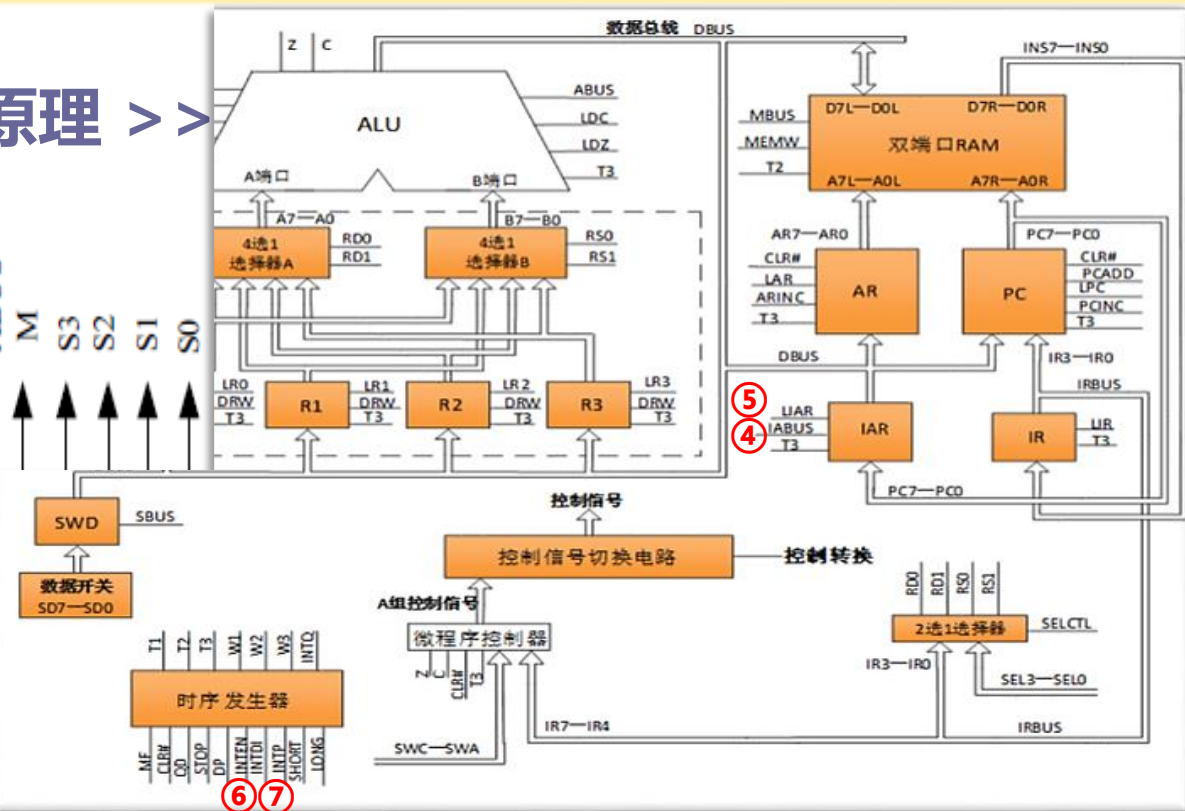 原理 >>
M
S3
S2
S1
S0
数据总线 DBUS
Z
C
ALU
ABUS
LDC
LDZ
T3
A端口
B端口
A7—A0
B7—B0
4选1
选择器A
RD0
RD1
4选1
选择器B
RS0
RS1
LR0
DRW
T3
R1
LR1
DRW
T3
R2
LR2
DRW
T3
R3
LR3
DRW
T3
INS7—INS0
D7L—D0L
D7R—D0R
双端口RAM
A7L—A0L
A7R—A0R
MBUS
MEMW
T2
AR7—AR0
PC7—PC0
CLR#
LAR
ARINC
T3
AR
PC
CLR#
PCADD
LPC
PCINC
T3
DBUS
IR3—IR0
IRBUS
⑤
LIAR
④
IABUS
T3
IAR
IR
LIR
T3
PC7—PC0
SWD
SBUS
数据开关
SD7—SD0
控制信号
控制信号切换电路
控制转换
A组控制信号
微程序控制器
Z
C
CLR#
T3
RD0
RD1
RS0
RS1
2选1选择器
SELCTL
IR3—IR0
SEL3—SEL0
IR7—IR4
IRBUS
SWC—SWA
T1
T2
T3
W1
W2
W3
INTQ
时序发生器
MF
CLR#
QD
STOP
DP
INTEN
INTDI
INTP
SHORT
LONG
⑥⑦